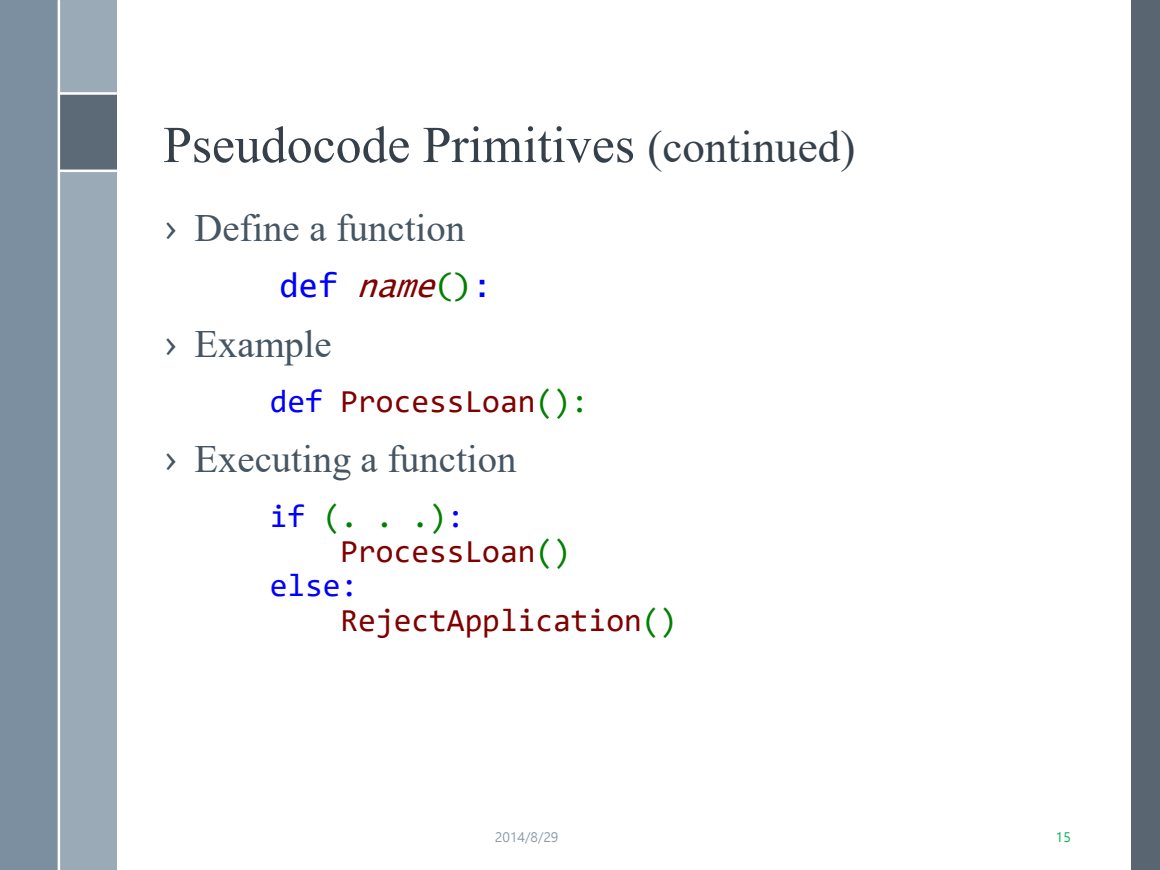 Pseudocode Primitives (continued)
› Define a function
def name():
› Example
def ProcessLoan():
› Executing a function
if (. . .):
    ProcessLoan()
else:
    RejectApplication()
2014/8/29
15